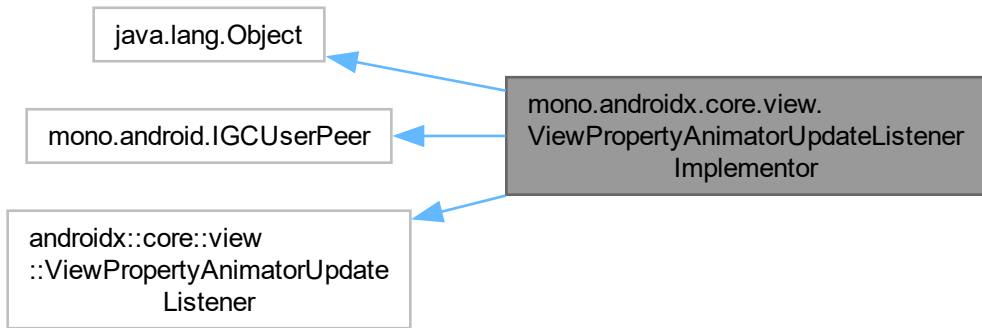 java.lang.Object
mono.android.IGCUserPeer
androidx::core::view
::ViewPropertyAnimatorUpdate
Listener
mono.androidx.core.view.
ViewPropertyAnimatorUpdateListener
Implementor